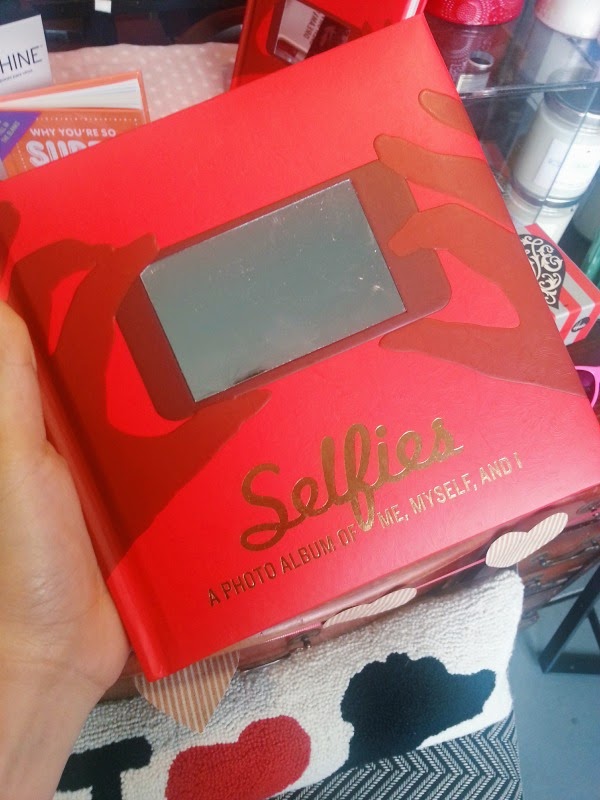 HINE
WHY YOU'RE SO
Selfies
A PHOTO ALBUM OF ME, MYSELF, AND I
I